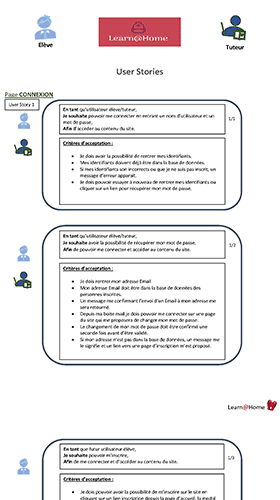 Elève
Learn@Home
Tuteur
User Stories
Page CONNEXION
User Story 1
En tant qu'utilisateur élève/tuteur,
Je souhaite pouvoir me connecter en entrant un nom d'utilisateur et un
mot de passe,
Afin d'accéder au contenu du site.
1/1
Critères d'acceptation :
• Je dois avoir la possibilité de rentrer mes identifiants.
• Mes identifiants doivent déjà être dans la base de données.
• Si mes identifiants son incorrects ou que je ne suis pas inscrit, un
message d'erreur apparait.
• Je dois pouvoir essayer à nouveau de rentrer mes identifiants ou
cliquer sur un lien pour récupérer mon mot de passe.
En tant qu'utilisateur élève/tuteur,
Je souhaite avoir la possibilité de récupérer mon mot de passe,
Afin de pouvoir me connecter et accéder au contenu du site.
1/2
Critères d'acceptation :
• Je dois rentrer mon adresse Email
• Mon adresse Email doit être dans la base de données des
personnes inscrites.
• Un message me confirmant l'envoi d'un Email à mon adresse me
sera retourné.
• Depuis ma boite mail je dois pouvoir me connecter sur une page
du site qui me proposera de changer mon mot de passe.
• Le changement de mon mot de passe doit être confirmé une
seconde fois avant d'être validé.
• Si mon adresse n'est pas dans la base de données, un message me
le signifie et un lien vers une page d'inscription m'est proposé.
Learn@Home
En tant que futur utilisateur élève,
Je souhaite pouvoir m'inscrire,
Afin de me connecter et d'accéder au contenu du site.
1/3
Critères d'acceptation :
• Je dois avoir la possibilité de m'inscrire sur le site en
cliquant sur un lien inscription depuis la page d'accueil, la modal